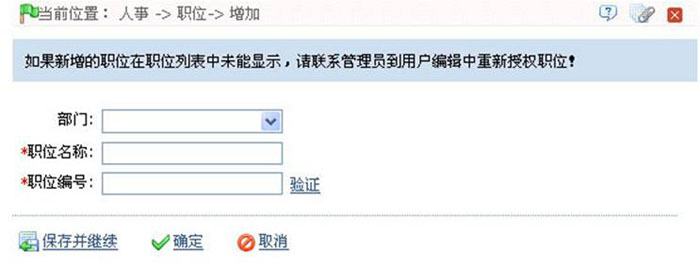 当前位置：人事 -> 职位-> 增加
如果新增的职位在职位列表中未能显示，请联系管理员到用户编辑中重新授权职位！
部门：
*职位名称：
*职位编号： 验证
保存并继续 确定 取消